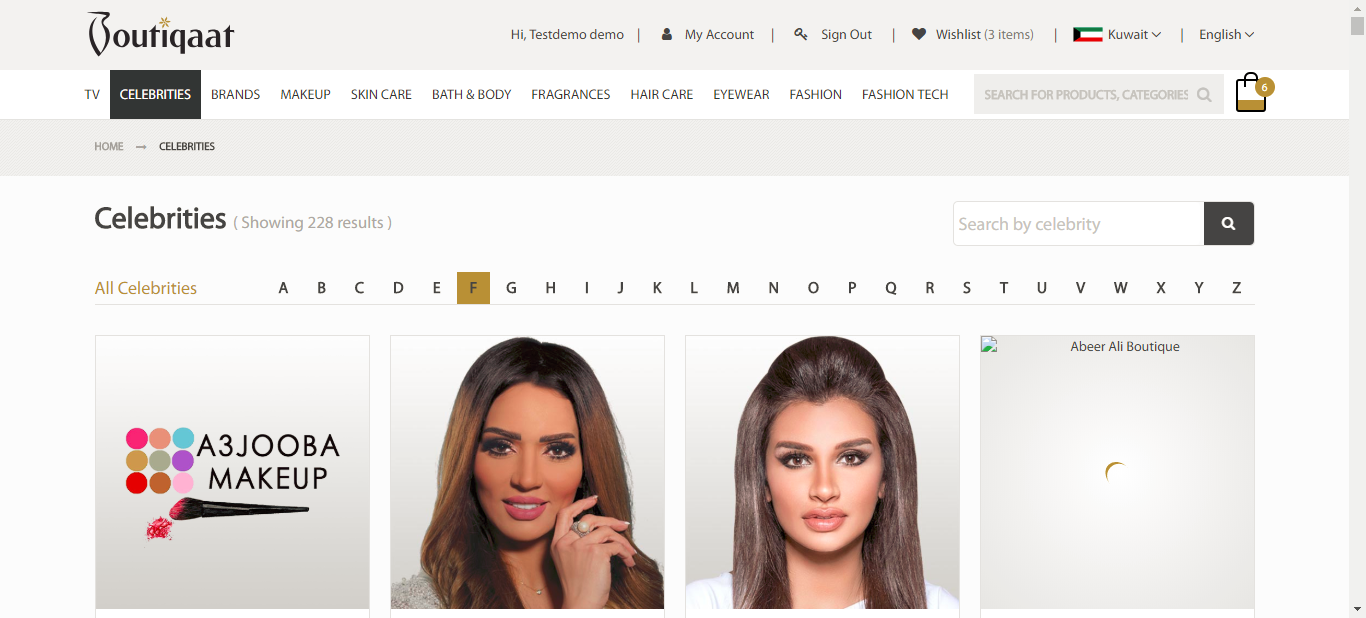 Boutiqaat
Hi, Testdemo demo | My Account | Sign Out | Wishlist (3 items) | Kuwait | English
TV CELEBRITIES BRANDS MAKEUP SKIN CARE BATH & BODY FRAGRANCES HAIR CARE EYEWEAR FASHION FASHION TECH SEARCH FOR PRODUCTS, CATEGORIES 6
HOME → CELEBRITIES
Celebrities ( Showing 228 results ) Search by celebrity
All Celebrities A B C D E F G H I J K L M N O P Q R S T U V W X Y Z
Abeer Ali Boutique
A3JOOBA
MAKEUP